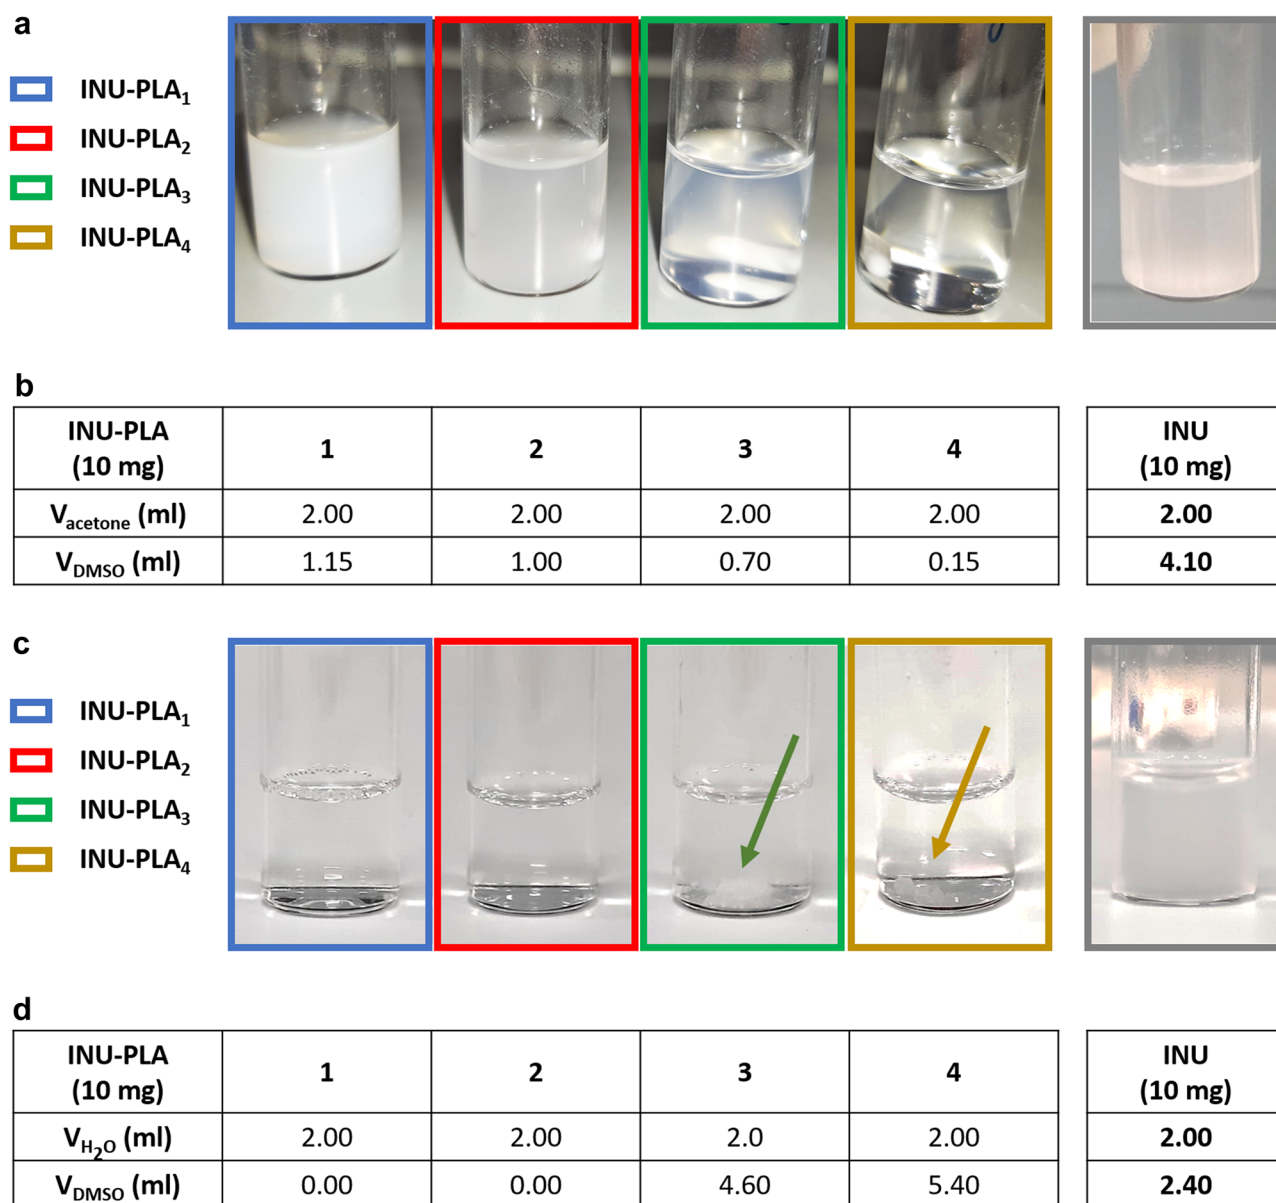 a
INU-PLA₁
INU-PLA₂
INU-PLA₃
INU-PLA₄
b
INU-PLA (10 mg) 1 2 3 4 INU (10 mg)
Vacetone (ml) 2.00 2.00 2.00 2.00 2.00
VDMSO (ml) 1.15 1.00 0.70 0.15 4.10
c
INU-PLA₁
INU-PLA₂
INU-PLA₃
INU-PLA₄
d
INU-PLA (10 mg) 1 2 3 4 INU (10 mg)
VH₂O (ml) 2.00 2.00 2.0 2.00 2.00
VDMSO (ml) 0.00 0.00 4.60 5.40 2.40